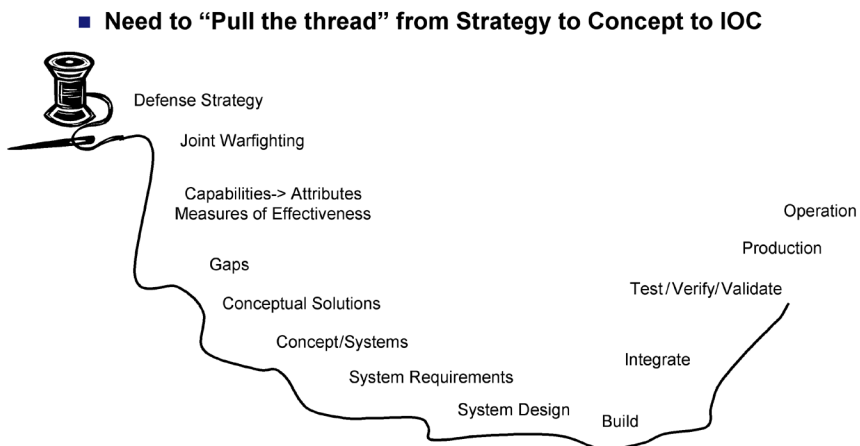 ■ Need to “Pull the thread” from Strategy to Concept to IOC
Defense Strategy
Joint Warfighting
Capabilities-> Attributes
Measures of Effectiveness
Gaps
Conceptual Solutions
Concept/Systems
System Requirements
System Design
Build
Integrate
Test/Verify/Validate
Production
Operation